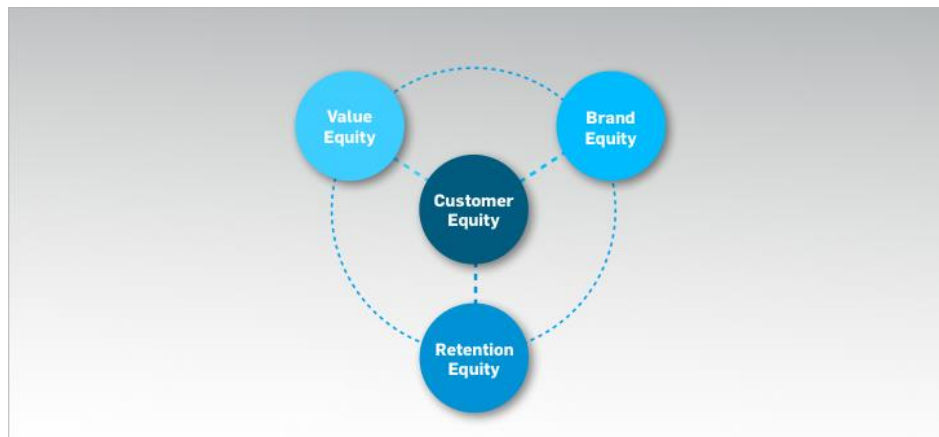 Value
Equity
Brand
Equity
Customer
Equity
Retention
Equity